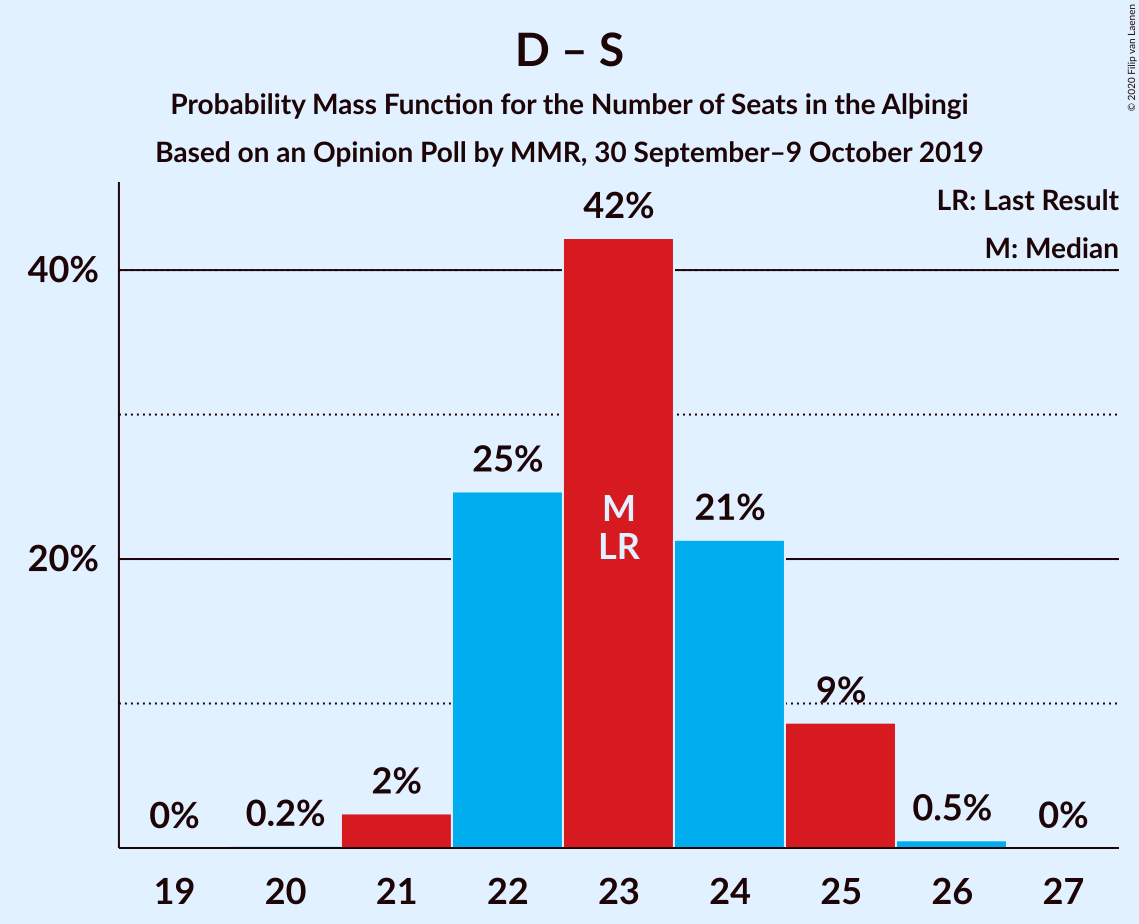 D – S
Probability Mass Function for the Number of Seats in the Alþingi
Based on an Opinion Poll by MMR, 30 September–9 October 2019
© 2020 Filip van Laenen
LR: Last Result
M: Median
42%
40%
25%
21%
M
LR
20%
9%
2%
0%
0.2%
0.5%
0%
19 20 21 22 23 24 25 26 27